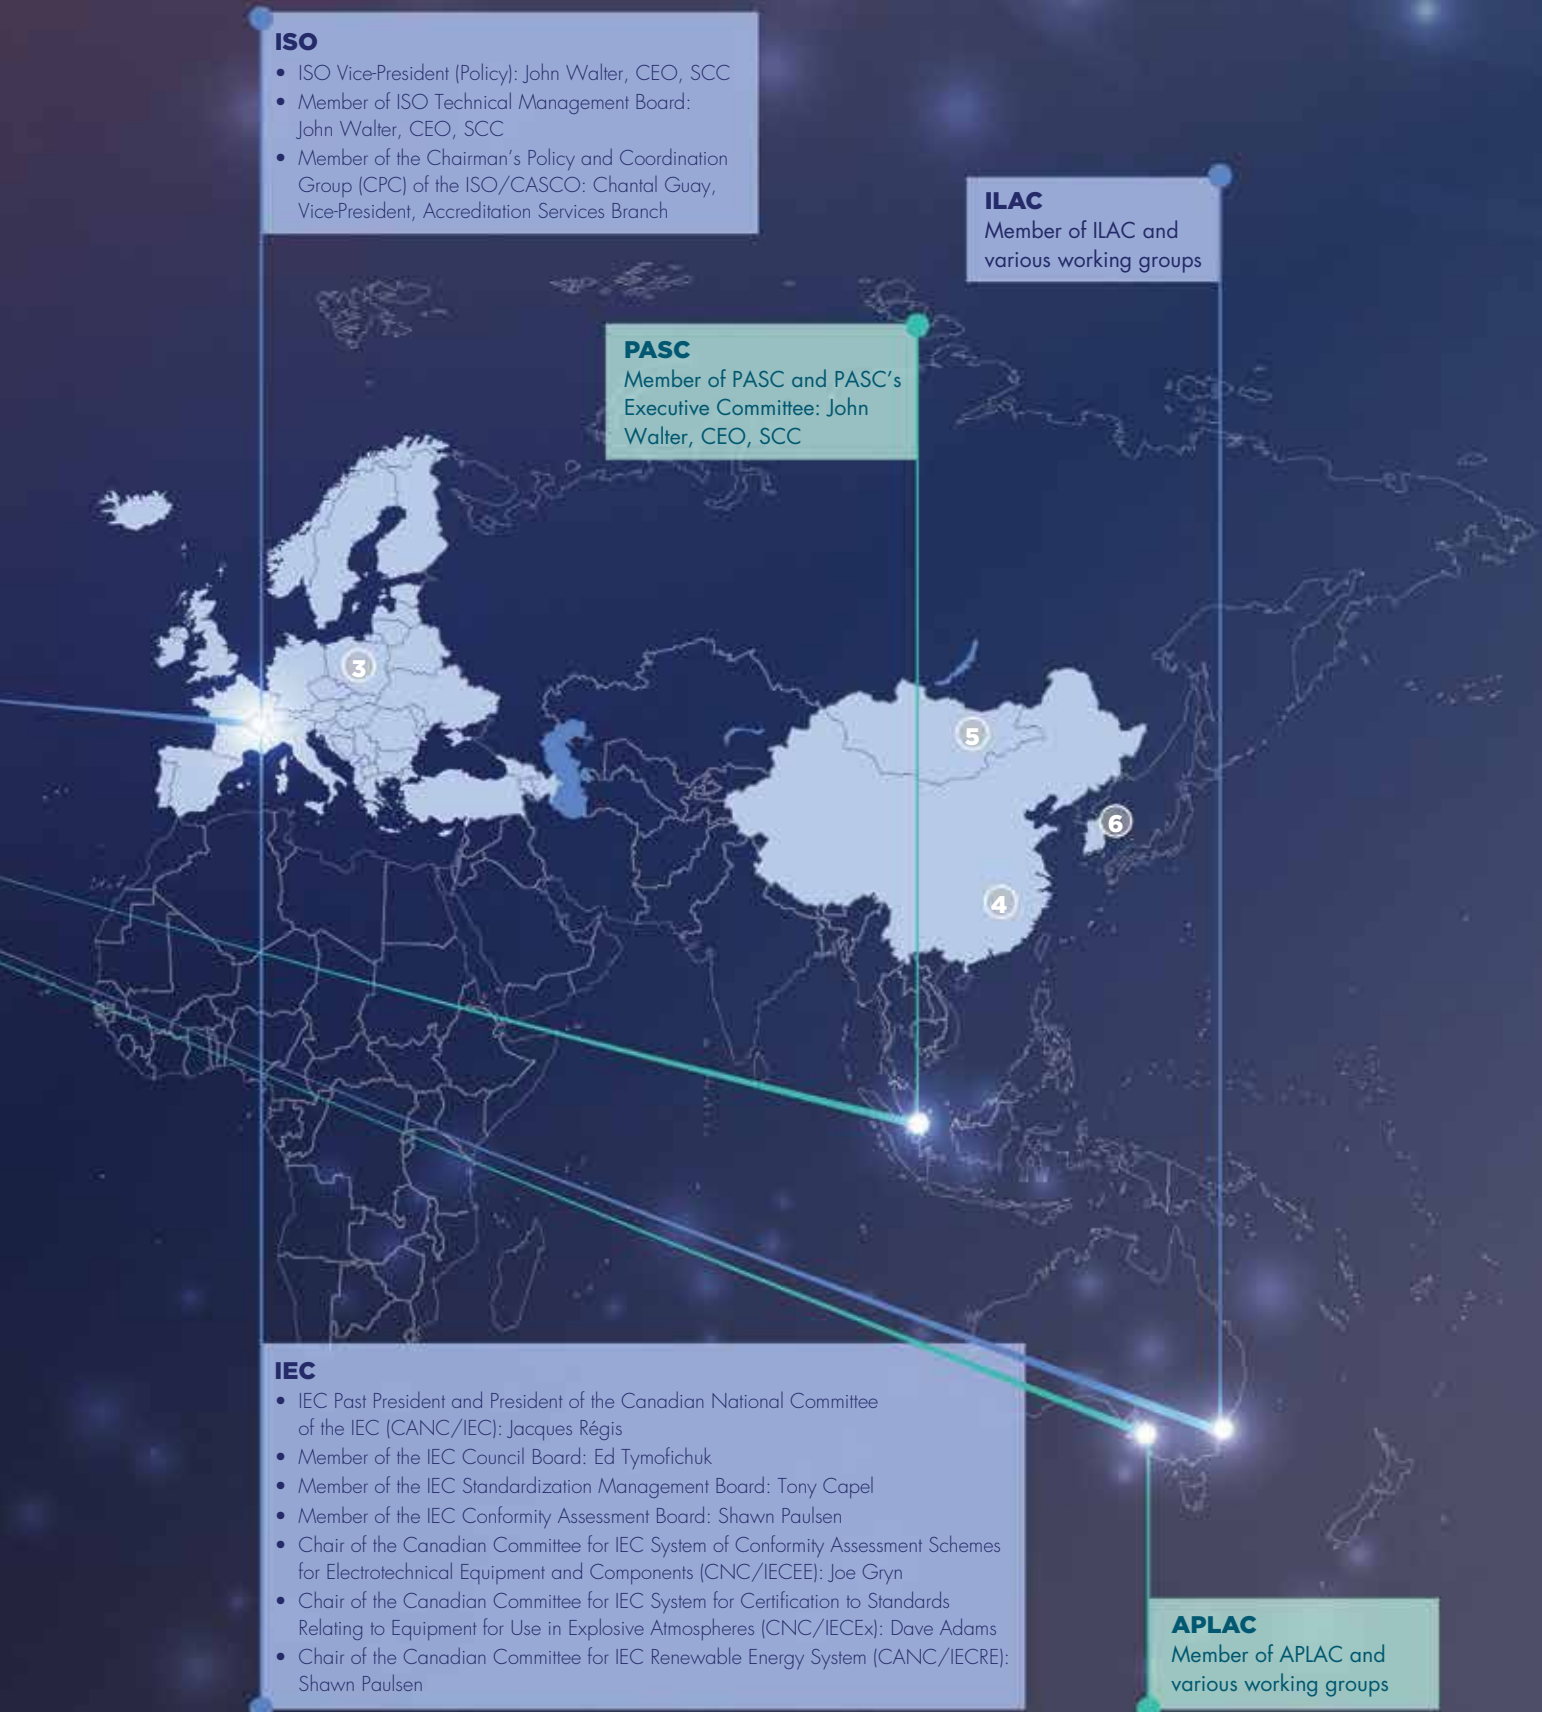 ISO
• ISO Vice-President (Policy): John Walter, CEO, SCC
• Member of ISO Technical Management Board:
John Walter, CEO, SCC
• Member of the Chairman’s Policy and Coordination
Group (CPC) of the ISO/CASCO: Chantal Guay,
Vice-President, Accreditation Services Branch
ILAC
Member of ILAC and
various working groups
PASC
Member of PASC and PASC’s
Executive Committee: John
Walter, CEO, SCC
3
5
6
4
IEC
• IEC Past President and President of the Canadian National Committee
of the IEC (CANC/IEC): Jacques Régis
• Member of the IEC Council Board: Ed Tymofichuk
• Member of the IEC Standardization Management Board: Tony Capel
• Member of the IEC Conformity Assessment Board: Shawn Paulsen
• Chair of the Canadian Committee for IEC System of Conformity Assessment Schemes
for Electrotechnical Equipment and Components (CNC/IECEE): Joe Gryn
• Chair of the Canadian Committee for IEC System for Certification to Standards
Relating to Equipment for Use in Explosive Atmospheres (CNC/IECEx): Dave Adams
• Chair of the Canadian Committee for IEC Renewable Energy System (CANC/IECRE):
Shawn Paulsen
APLAC
Member of APLAC and
various working groups